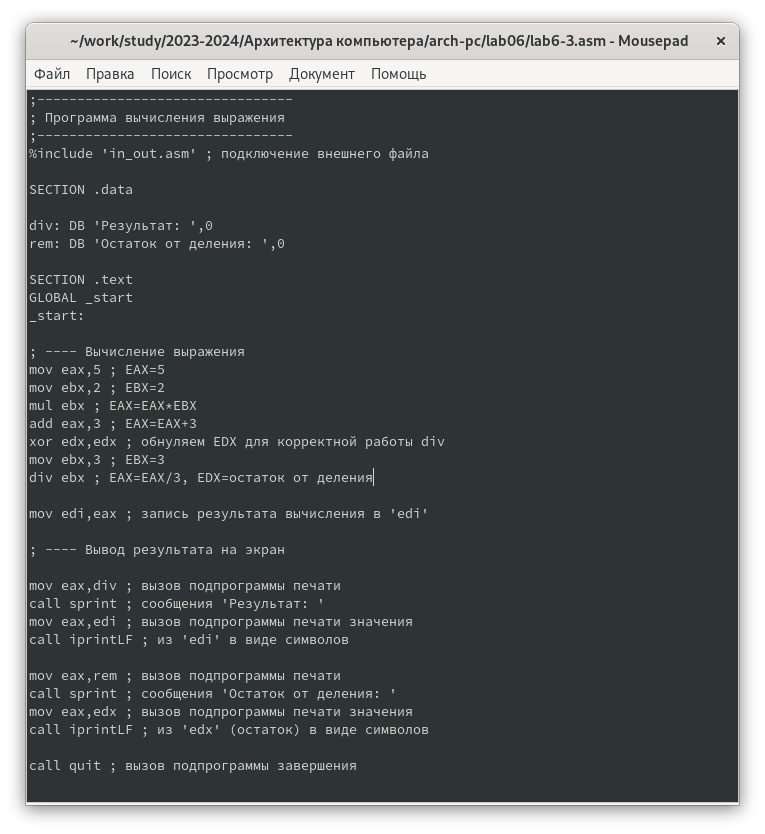 ~/work/study/2023-2024/Архитектура компьютера/arch-pc/lab06/lab6-3.asm - Mousepad ×
Файл Правка Поиск Просмотр Документ Помощь
;--------------------------------
; Программа вычисления выражения
;--------------------------------
%include 'in_out.asm' ; подключение внешнего файла
SECTION .data
div: DB 'Результат: ',0
rem: DB 'Остаток от деления: ',0
SECTION .text
GLOBAL _start
_start:
; ---- Вычисление выражения
mov eax,5 ; EAX=5
mov ebx,2 ; EBX=2
mul ebx ; EAX=EAX*EBX
add eax,3 ; EAX=EAX+3
xor edx,edx ; обнуляем EDX для корректной работы div
mov ebx,3 ; EBX=3
div ebx ; EAX=EAX/3, EDX=остаток от деления
mov edi,eax ; запись результата вычисления в 'edi'
; ---- Вывод результата на экран
mov eax,div ; вызов подпрограммы печати
call sprint ; сообщения 'Результат: '
mov eax,edi ; вызов подпрограммы печати значения
call iprintLF ; из 'edi' в виде символов
mov eax,rem ; вызов подпрограммы печати
call sprint ; сообщения 'Остаток от деления: '
mov eax,edx ; вызов подпрограммы печати значения
call iprintLF ; из 'edx' (остаток) в виде символов
call quit ; вызов подпрограммы завершения